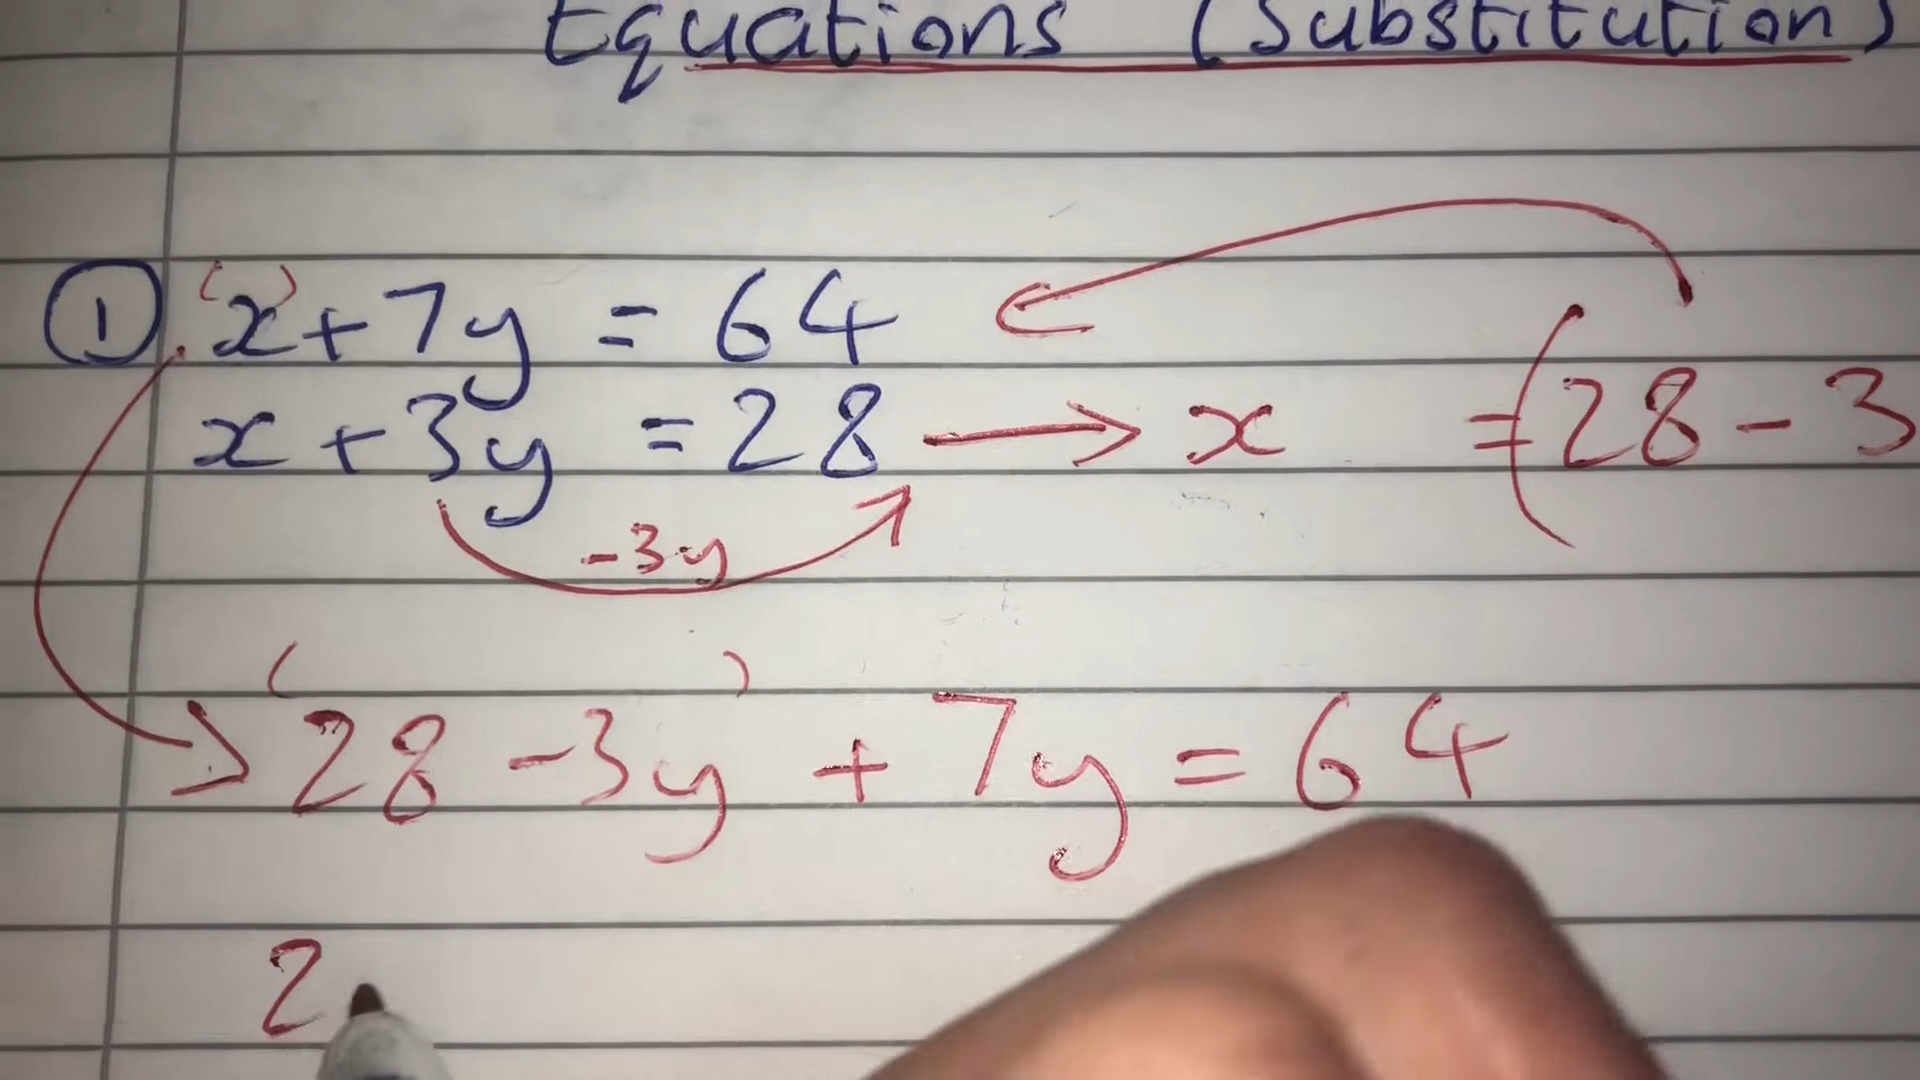 Equations (Substitution)
① (x) + 7y = 64
x + 3y = 28 → x = (28 - 3
-3y
(28 - 3y) + 7y = 64
2